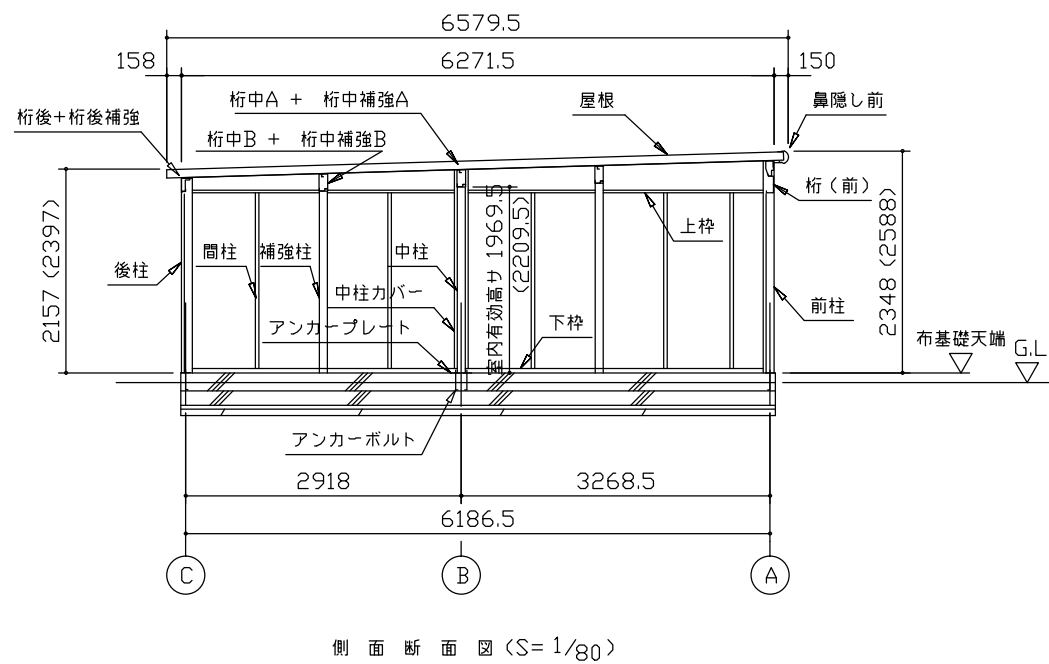 6579.5
158
6271.5
150
桁中A + 桁中補強A
屋根
鼻隠し前
桁後+桁後補強
桁中B + 桁中補強B
桁(前)
上枠
2157 (2397)
室内有効高サ 1969.5
(2209.5)
2348 (2588)
後柱
間柱
補強柱
中柱
中柱カバー
前柱
アンカープレート
下枠
布基礎天端
G.L
アンカーボルト
2918
3268.5
6186.5
C
B
A
側面断面図(S=1/80)